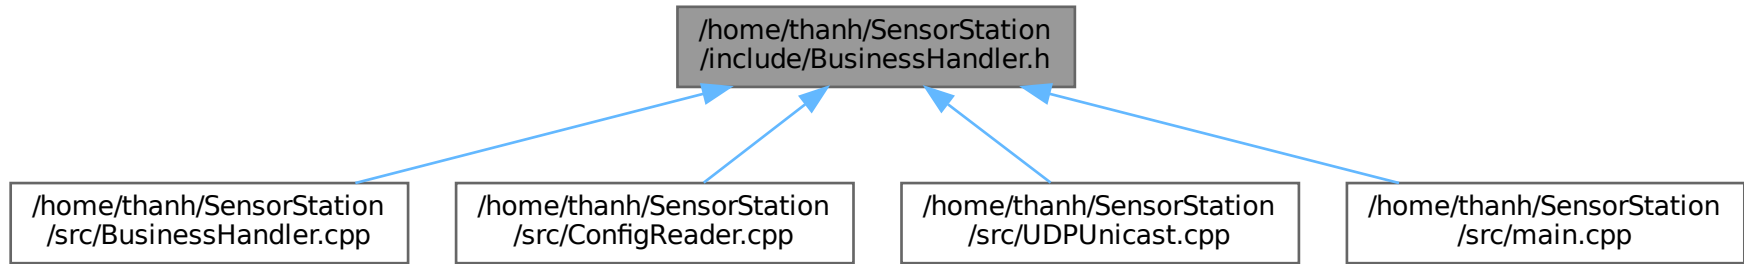 /home/thanh/SensorStation
/include/BusinessHandler.h
/home/thanh/SensorStation
/src/BusinessHandler.cpp
/home/thanh/SensorStation
/src/ConfigReader.cpp
/home/thanh/SensorStation
/src/UDPUnicast.cpp
/home/thanh/SensorStation
/src/main.cpp